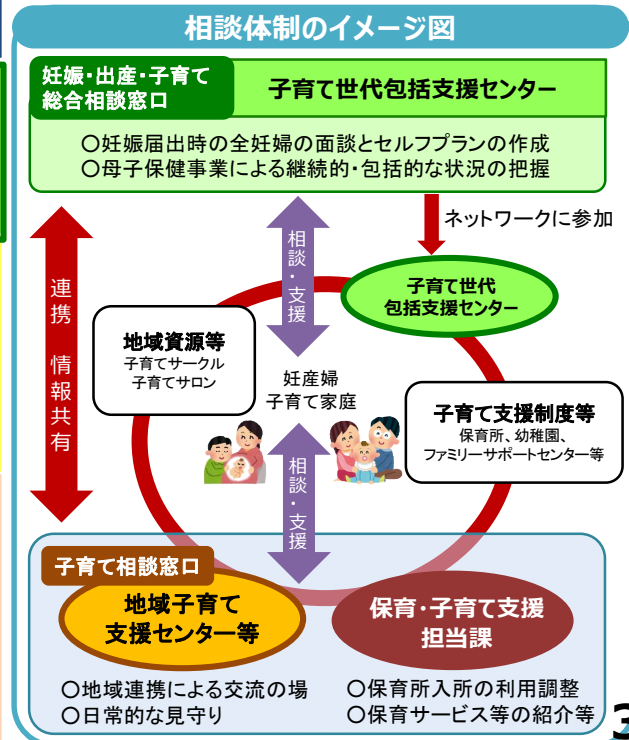 相談体制のイメージ図
妊娠・出産・子育て
総合相談窓口
子育て世代包括支援センター
〇妊娠届出時の全妊婦の面談とセルフプランの作成
〇母子保健事業による継続的・包括的な状況の把握
ネットワークに参加
相談・支援
連携 情報共有
子育て世代
包括支援センター
地域資源等
子育てサークル
子育てサロン
妊産婦
子育て家庭
子育て支援制度等
保育所、幼稚園、
ファミリーサポートセンター等
相談・支援
子育て相談窓口
地域子育て
支援センター等
保育・子育て支援
担当課
〇地域連携による交流の場
〇日常的な見守り
〇保育所入所の利用調整
〇保育サービス等の紹介等
3